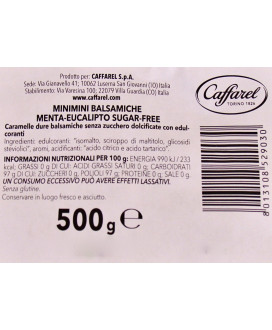 Prodotto per: CAFFAREL S.p.A.
Sede: Via Gianavello 41; 10062 Luserna San Giovanni (TO) Italia
Stabilimento: Via Varesina 100; 22079 Villa Guardia (CO) Italia
www.caffarel.com
MINIMINI BALSAMICHE
MENTA-EUCALIPTO SUGAR-FREE
Caramelle dure balsamiche senza zucchero dolcificate con edul-
coranti
Ingredienti: edulcoranti: "isomalto, sciroppo di maltitolo, glicosidi
steviolici", aromi, acidificanti: "acido citrico e acido tartarico".
INFORMAZIONI NUTRIZIONALI PER 100 g: ENERGIA 990 kJ / 233
kcal; GRASSI 0 g DI CUI: ACIDI GRASSI SATURI 0 g; CARBOIDRATI
97 g DI CUI: ZUCCHERI 0 g, POLIOLI 97 g; PROTEINE 0 g; SALE 0 g.
UN CONSUMO ECCESSIVO PUÒ AVERE EFFETTI LASSATIVI.
Senza glutine.
Conservare in luogo fresco e asciutto.
500g e
Caffarel
TORINO 1826
8013108529030